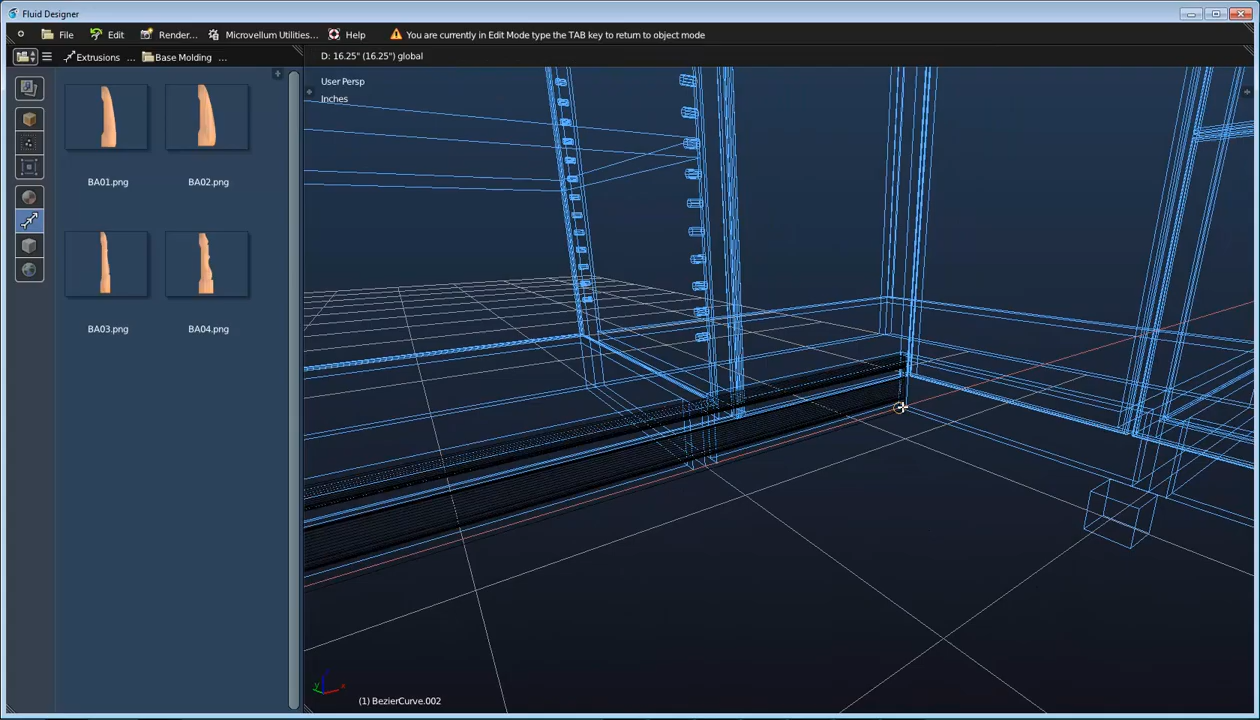 Fluid Designer
File Edit Render... Microvellum Utilities... Help You are currently in Edit Mode type the TAB key to return to object mode
Extrusions ... Base Molding ... D: 16.25" (16.25") global
User Persp
Inches
BA01.png BA02.png
BA03.png BA04.png
y z x
(1) BezierCurve.002